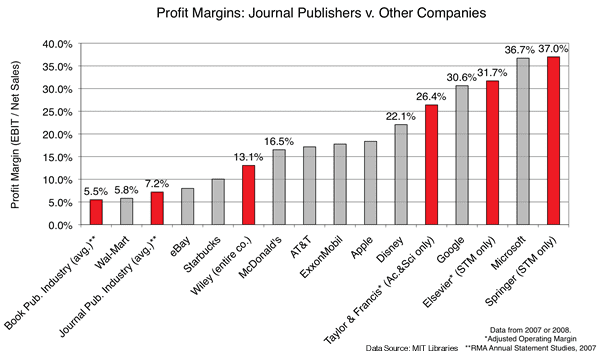 Profit Margins: Journal Publishers v. Other Companies
Profit Margin (EBIT / Net Sales)
40.0%
35.0%
30.0%
25.0%
20.0%
15.0%
10.0%
5.0%
0.0%
5.5%
5.8%
7.2%
13.1%
16.5%
22.1%
26.4%
30.6%
31.7%
36.7%
37.0%
Book Pub. Industry (avg.)**
Wal-Mart
Journal Pub. Industry (avg.)**
eBay
Starbucks
Wiley (entire co.)
McDonald's
AT&T
ExxonMobil
Apple
Disney
Taylor & Francis* (Ac.&Sci only)
Google
Elsevier* (STM only)
Microsoft
Springer (STM only)
Data from 2007 or 2008.
*Adjusted Operating Margin
Data Source: MIT Libraries **RMA Annual Statement Studies, 2007